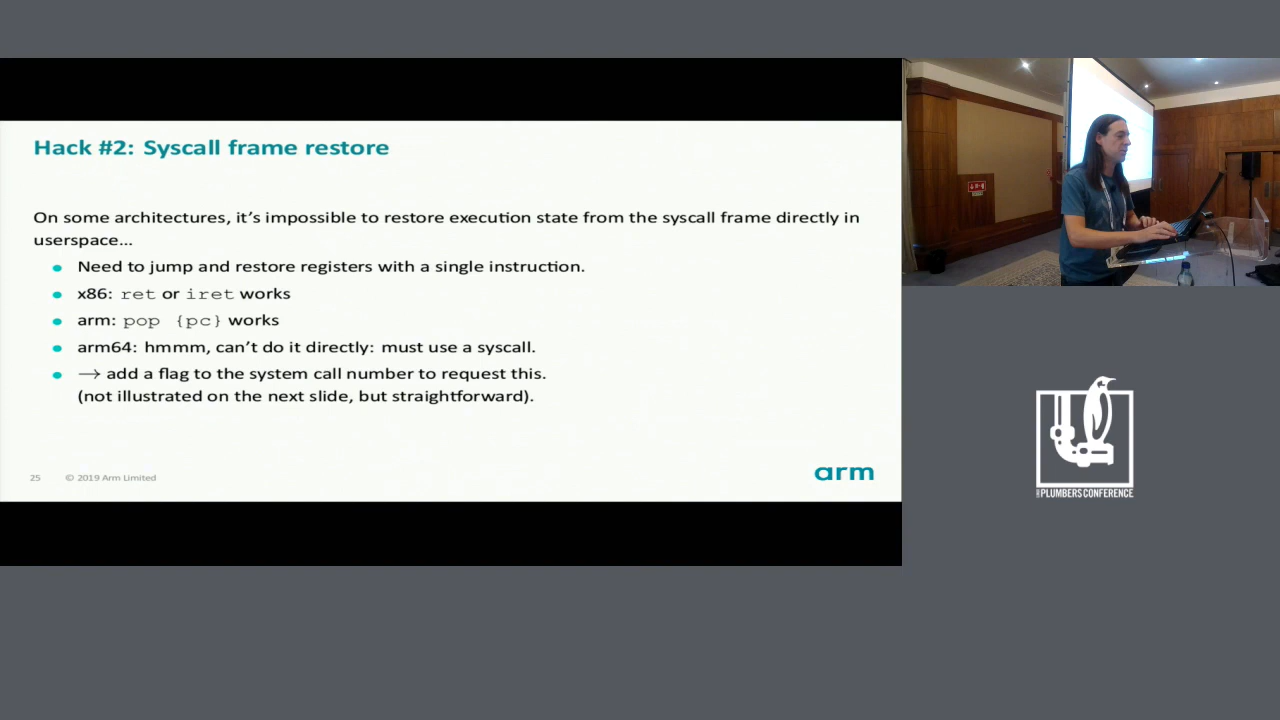 Hack #2: Syscall frame restore
On some architectures, it's impossible to restore execution state from the syscall frame directly in
userspace...
Need to jump and restore registers with a single instruction.
x86: ret or iret works
arm: pop {pc} works
arm64: hmmm, can't do it directly: must use a syscall.
→ add a flag to the system call number to request this.
(not illustrated on the next slide, but straightforward).
25 © 2019 Arm Limited
arm
PLUMBERS CONFERENCE